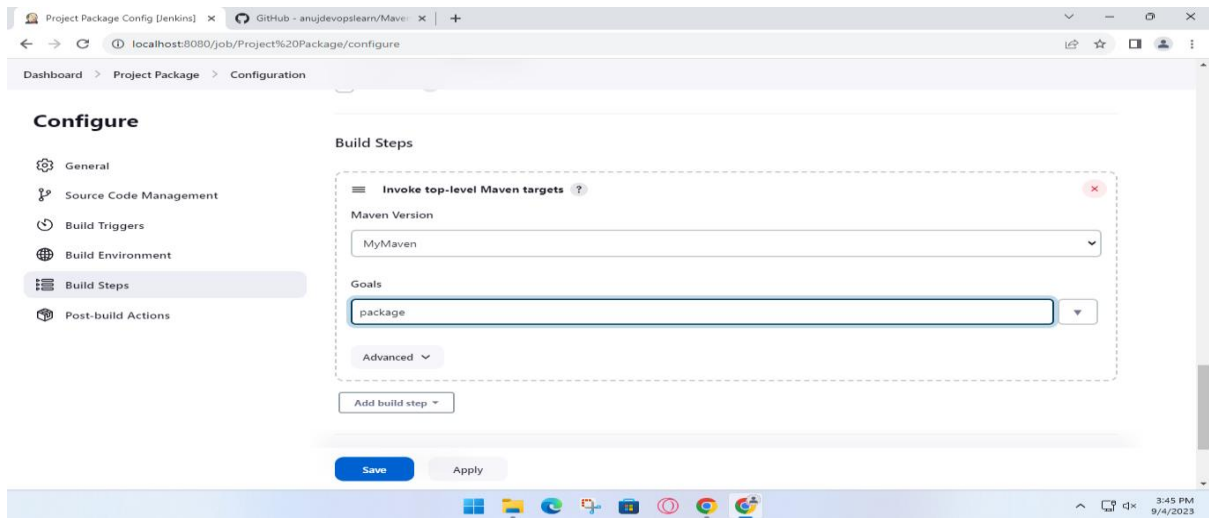 Project Package Config [Jenkins]
GitHub - anujdevopslearn/Maven
localhost:8080/job/Project%20Package/configure
Dashboard > Project Package > Configuration
Configure
General
Source Code Management
Build Triggers
Build Environment
Build Steps
Post-build Actions
Build Steps
Invoke top-level Maven targets ?
Maven Version
MyMaven
Goals
package
Advanced
Add build step
Save
Apply
3:45 PM
9/4/2023